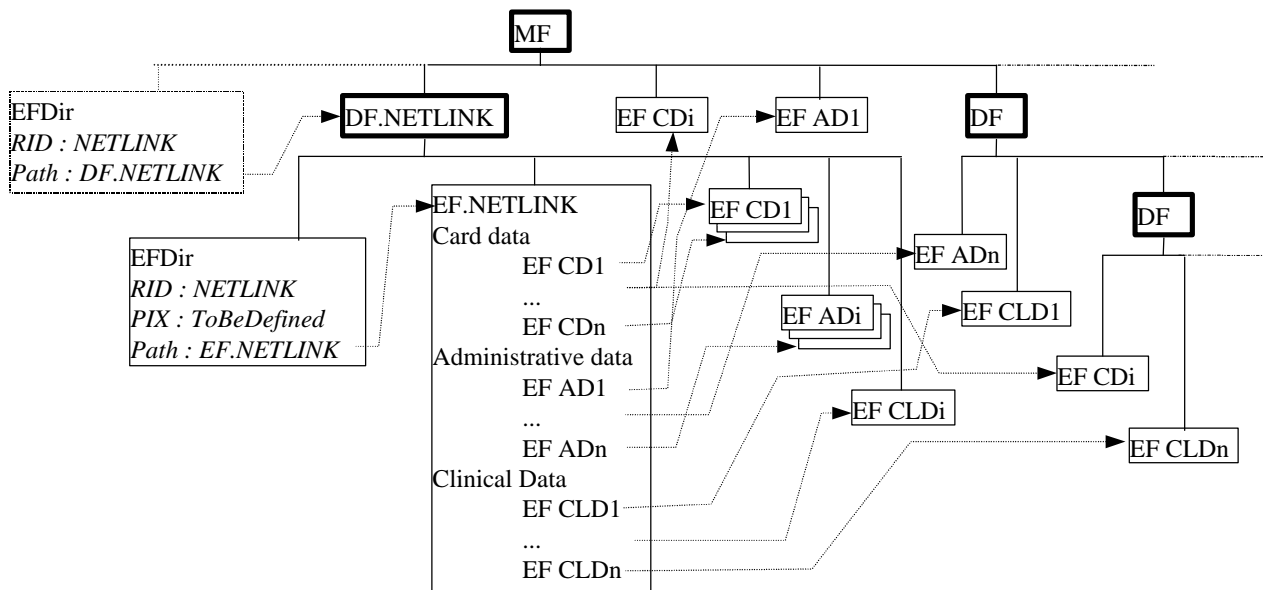 MF
EFDir
RID : NETLINK
Path : DF.NETLINK
DF.NETLINK
EF CDi
EF AD1
DF
EFDir
RID : NETLINK
PIX : ToBeDefined
Path : EF.NETLINK
EF.NETLINK
Card data
EF CD1
...
EF CDn
Administrative data
EF AD1
...
EF ADn
Clinical Data
EF CLD1
...
EF CLDn
EF CD1
EF ADi
EF CLDi
EF ADn
EF CLD1
DF
EF CDi
EF CLDn